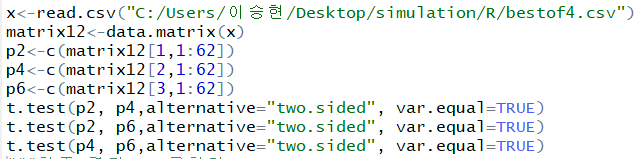 x<-read.csv("C:/Users/이승현/Desktop/simulation/R/bestof4.csv")
matrix12<-data.matrix(x)
p2<-c(matrix12[1,1:62])
p4<-c(matrix12[2,1:62])
p6<-c(matrix12[3,1:62])
t.test(p2, p4,alternative="two.sided", var.equal=TRUE)
t.test(p2, p6,alternative="two.sided", var.equal=TRUE)
t.test(p4, p6,alternative="two.sided", var.equal=TRUE)